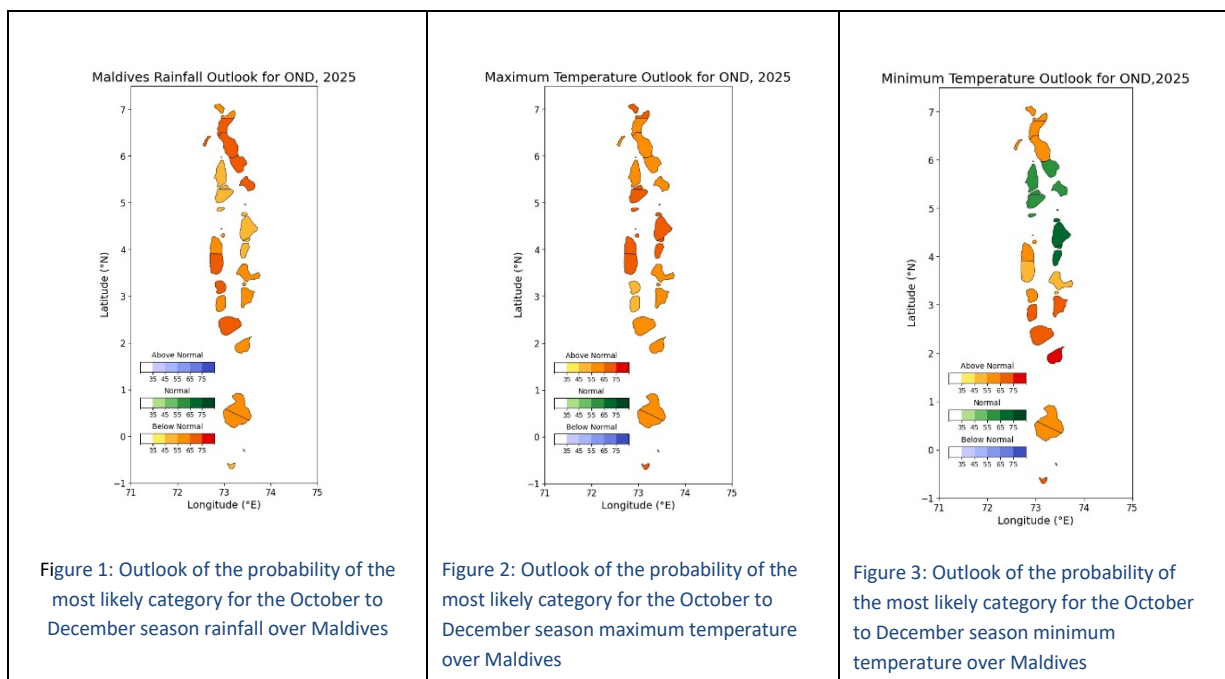 Maldives Rainfall Outlook for OND, 2025
7
6
5
4
3
2
1
0
−1
Latitude (°N)
Above Normal
35 45 55 65 75
Normal
35 45 55 65 75
Below Normal
35 45 55 65 75
71 72 73 74 75
Longitude (°E)
Figure 1: Outlook of the probability of the
most likely category for the October to
December season rainfall over Maldives
Maximum Temperature Outlook for OND, 2025
7
6
5
4
3
2
1
0
−1
Latitude (°N)
Above Normal
35 45 55 65 75
Normal
35 45 55 65 75
Below Normal
35 45 55 65 75
71 72 73 74 75
Longitude (°E)
Figure 2: Outlook of the probability of the
most likely category for the October to
December season maximum temperature
over Maldives
Minimum Temperature Outlook for OND,2025
7
6
5
4
3
2
1
0
−1
Latitude (°N)
Above Normal
35 45 55 65 75
Normal
35 45 55 65 75
Below Normal
35 45 55 65 75
71 72 73 74 75
Longitude (°E)
Figure 3: Outlook of the probability of
the most likely category for the October
to December season minimum
temperature over Maldives